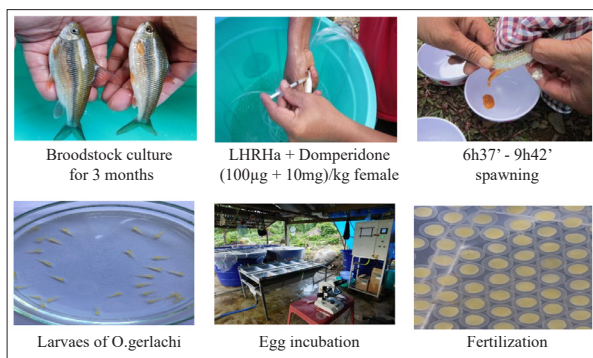 Broodstock culture
for 3 months
LHRHa + Domperidone
(100µg + 10mg)/kg female
6h37’ - 9h42’
spawning
Larvaes of O.gerlachi
Egg incubation
Fertilization